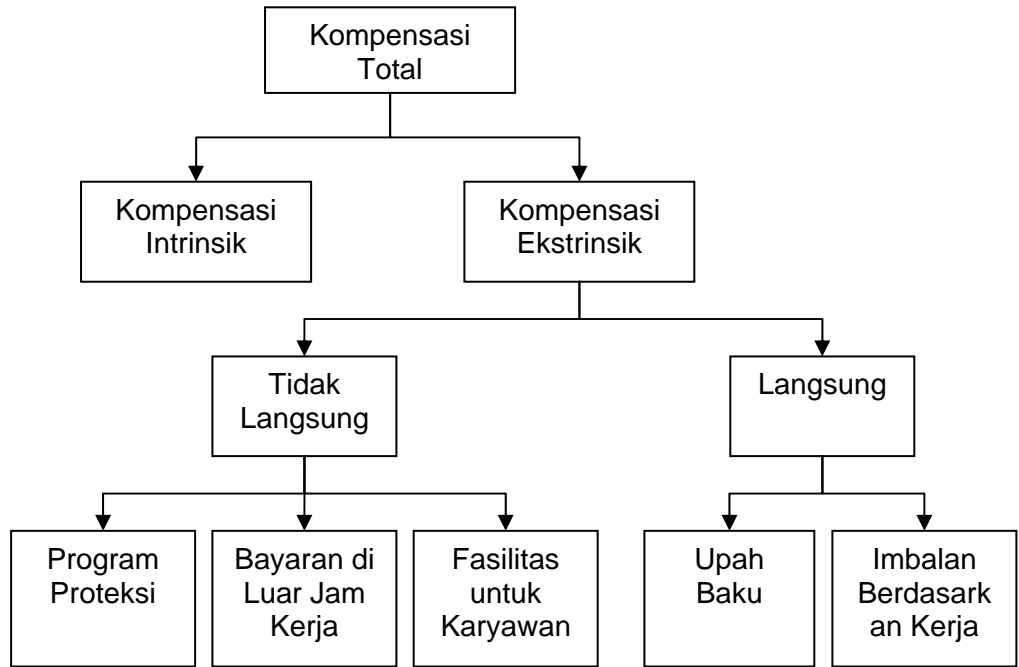 Kompensasi
Total
Kompensasi
Intrinsik
Kompensasi
Ekstrinsik
Tidak
Langsung
Langsung
Program
Proteksi
Bayaran di
Luar Jam
Kerja
Fasilitas
untuk
Karyawan
Upah
Baku
Imbalan
Berdasark
an Kerja